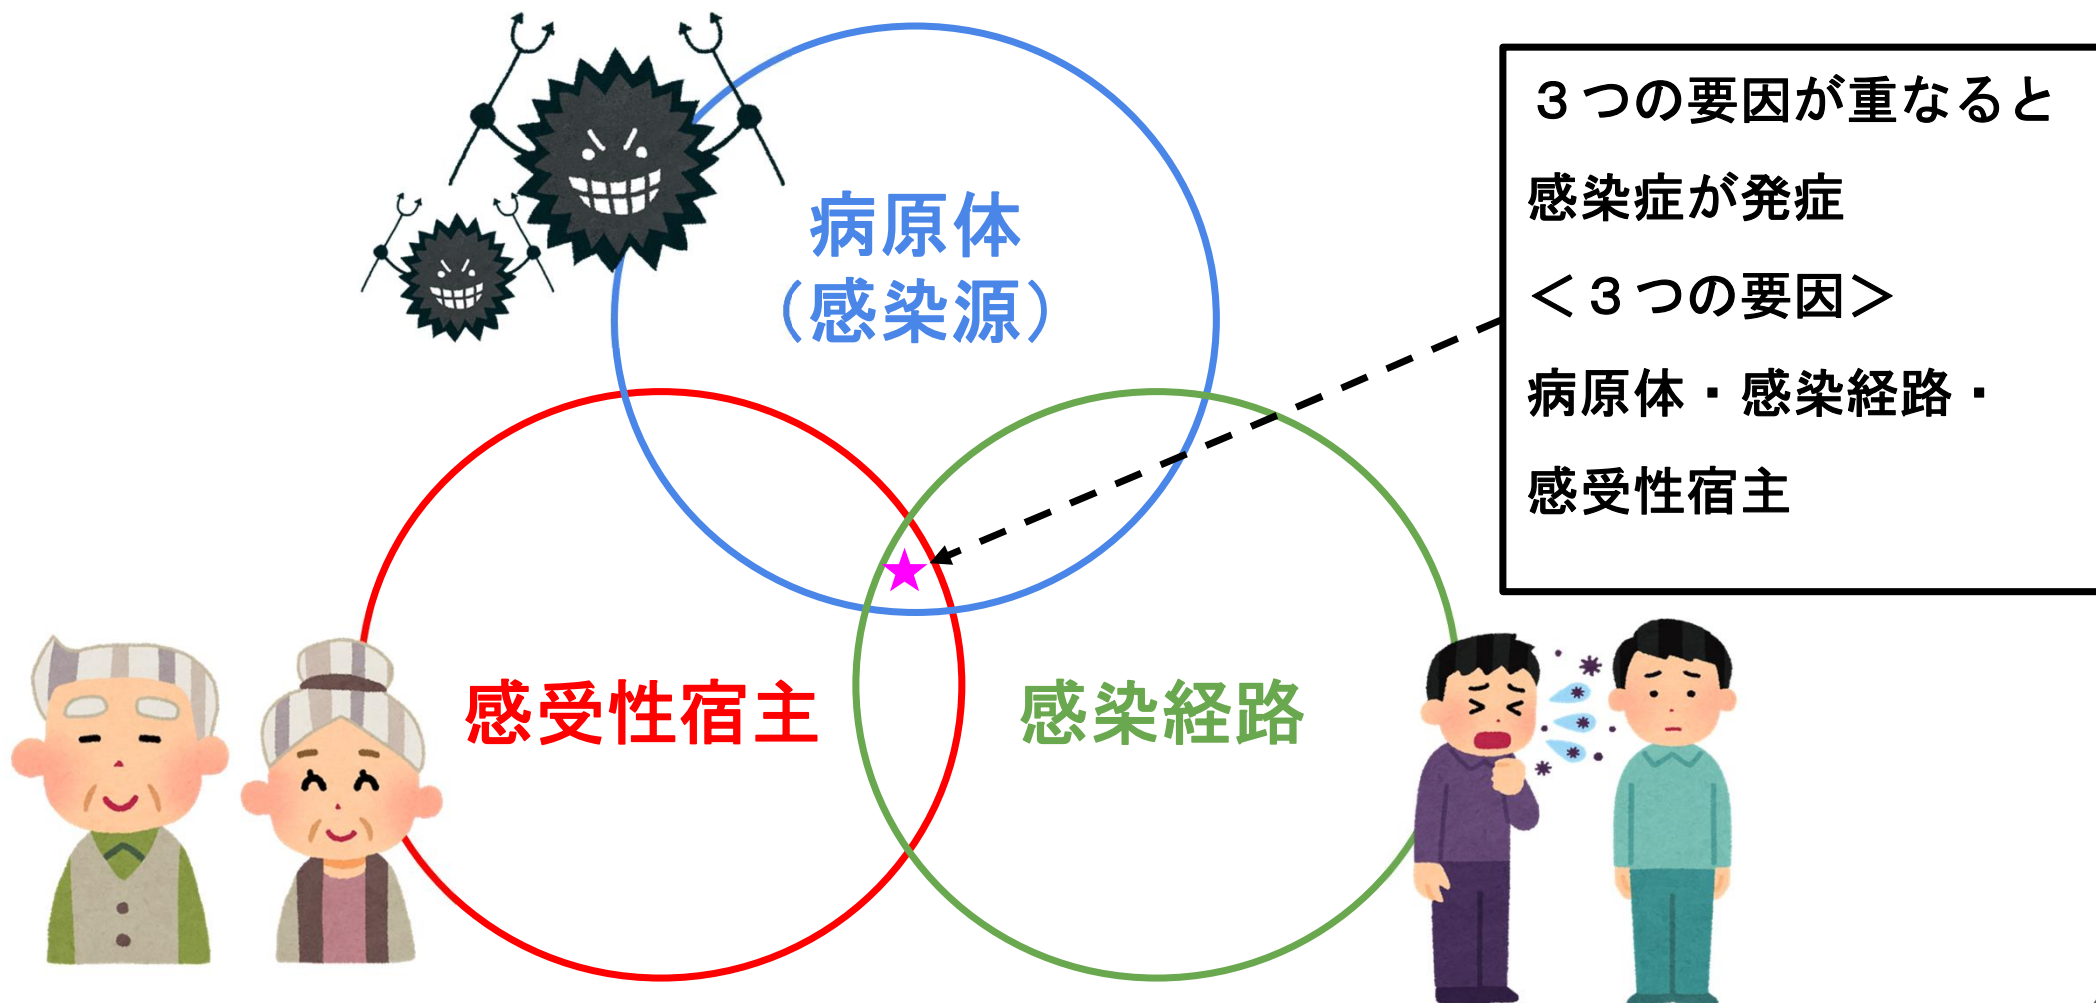 病原体
（感染源）
感受性宿主
感染経路
３つの要因が重なると
感染症が発症
＜３つの要因＞
病原体・感染経路・
感受性宿主